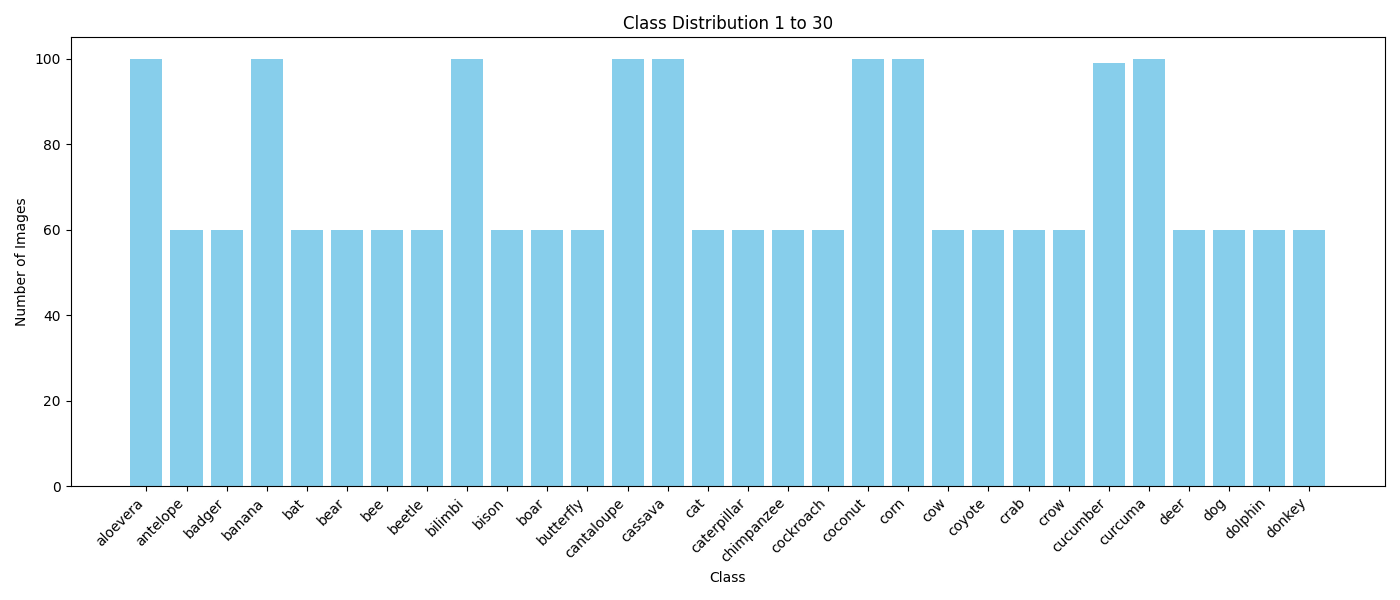 Class Distribution 1 to 30
Number of Images
100
80
60
40
20
0
aloevera
antelope
badger
banana
bat
bear
bee
beetle
bilimbi
bison
boar
butterfly
cantaloupe
cassava
cat
caterpillar
chimpanzee
cockroach
coconut
corn
cow
coyote
crab
crow
cucumber
curcuma
deer
dog
dolphin
donkey
Class